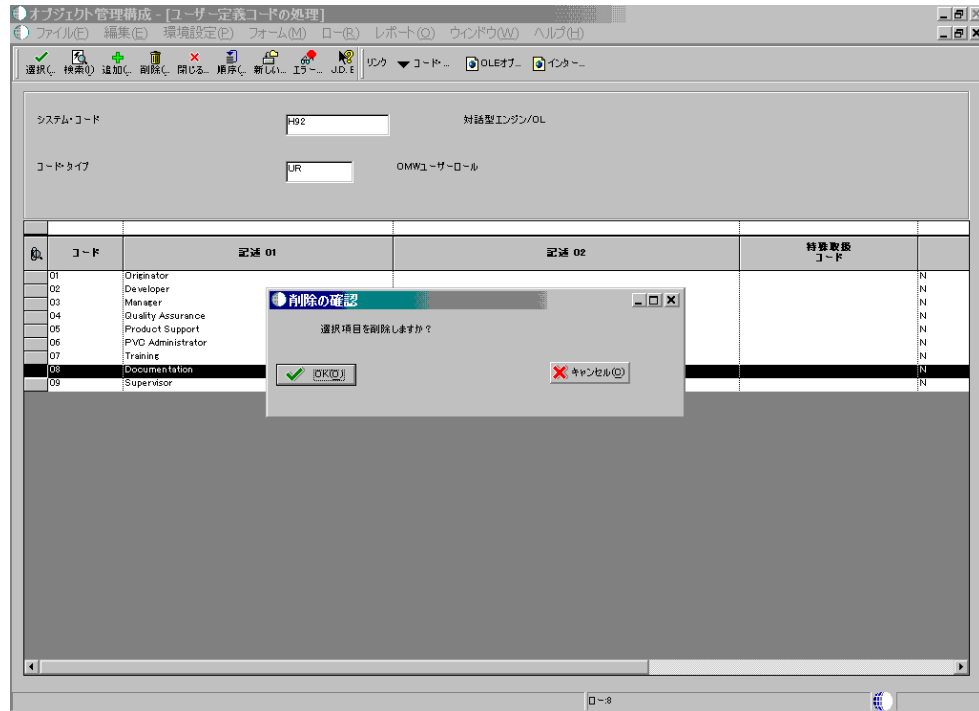 オブジェクト管理構成 - [ユーザー定義コードの処理]
ファイル(F) 編集(E) 環境設定(P) フォーム(M) ロー(R) レポート(O) ウィンドウ(W) ヘルプ(H)
選択(... 検索(I) 追加(... 削除(... 閉じる... 順序(... 新しい... エラー... J.D.E リンク コード・... OLEオブ... インター...
システム・コード H92 対話型エンジン/OL
コード・タイプ UR OMWユーザーロール
コード 記述 01 記述 02 特殊取扱コード
01 Originator N
02 Developer N
03 Manager N
04 Quality Assurance N
05 Product Support N
06 PVC Administrator N
07 Training N
08 Documentation N
09 Supervisor N
削除の確認
選択項目を削除しますか?
OK(O) キャンセル(C)
ロー:8